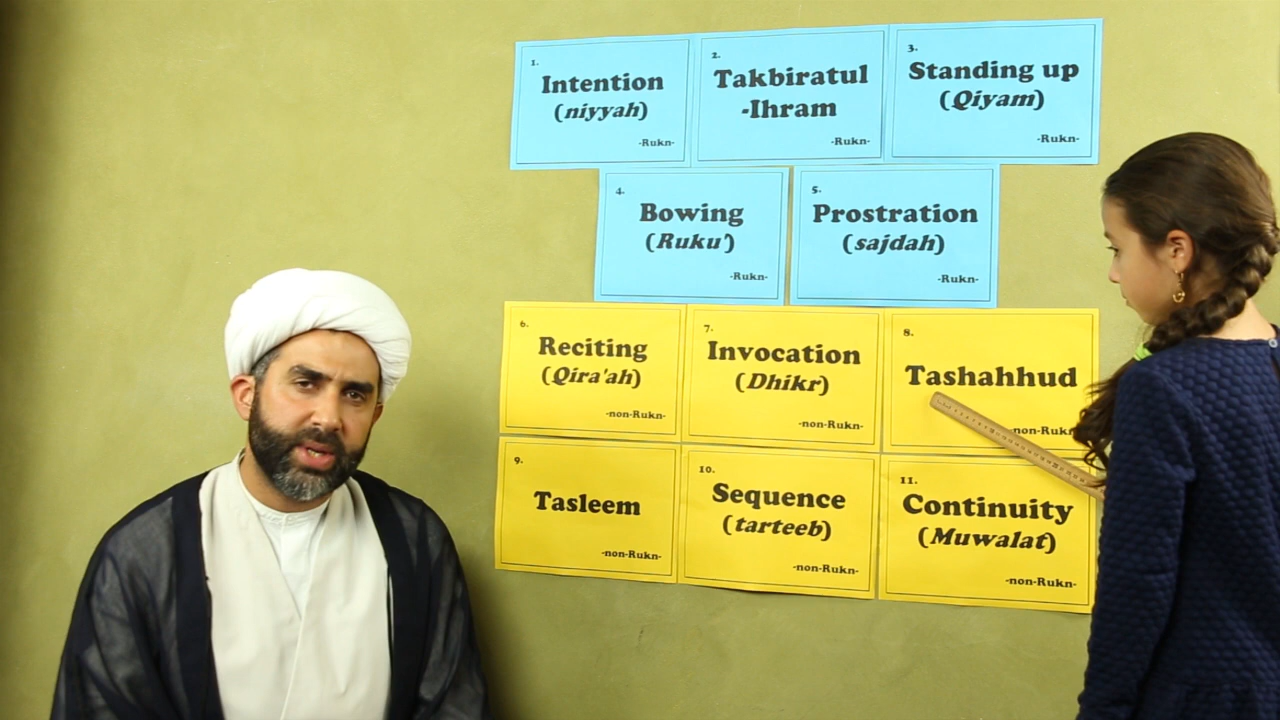 1.
Intention
(niyyah)
-Rukn-
2.
Takbiratul
-Ihram
-Rukn-
3.
Standing up
(Qiyam)
-Rukn-
4.
Bowing
(Ruku')
-Rukn-
5.
Prostration
(sajdah)
-Rukn-
6.
Reciting
(Qira'ah)
-non-Rukn-
7.
Invocation
(Dhikr)
-non-Rukn-
8.
Tashahhud
-non-Rukn
9.
Tasleem
-non-Rukn-
10.
Sequence
(tarteeb)
-non-Rukn-
11.
Continuity
(Muwalat)
-non-Rukn-